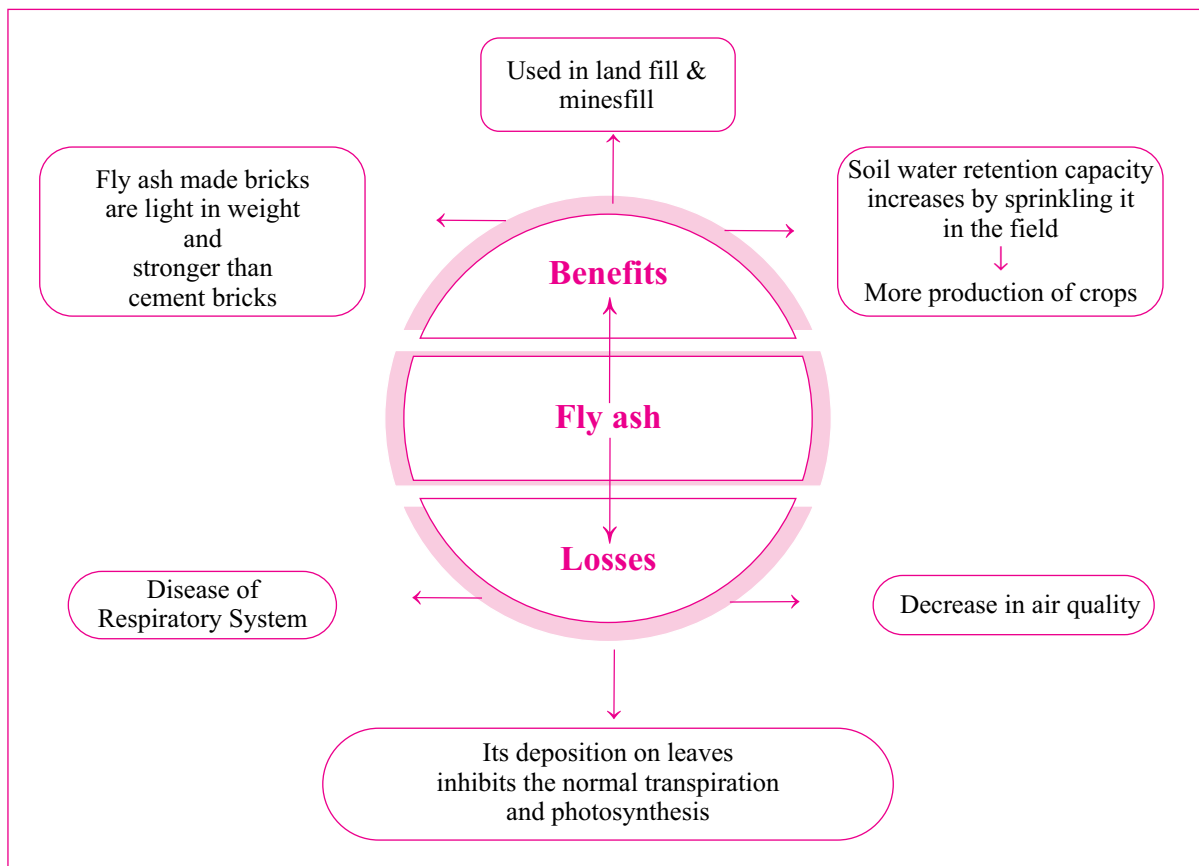 Used in land fill &
minesfill
Fly ash made bricks
are light in weight
and
stronger than
cement bricks
Soil water retention capacity
increases by sprinkling it
in the field
More production of crops
Benefits
Fly ash
Losses
Disease of
Respiratory System
Decrease in air quality
Its deposition on leaves
inhibits the normal transpiration
and photosynthesis